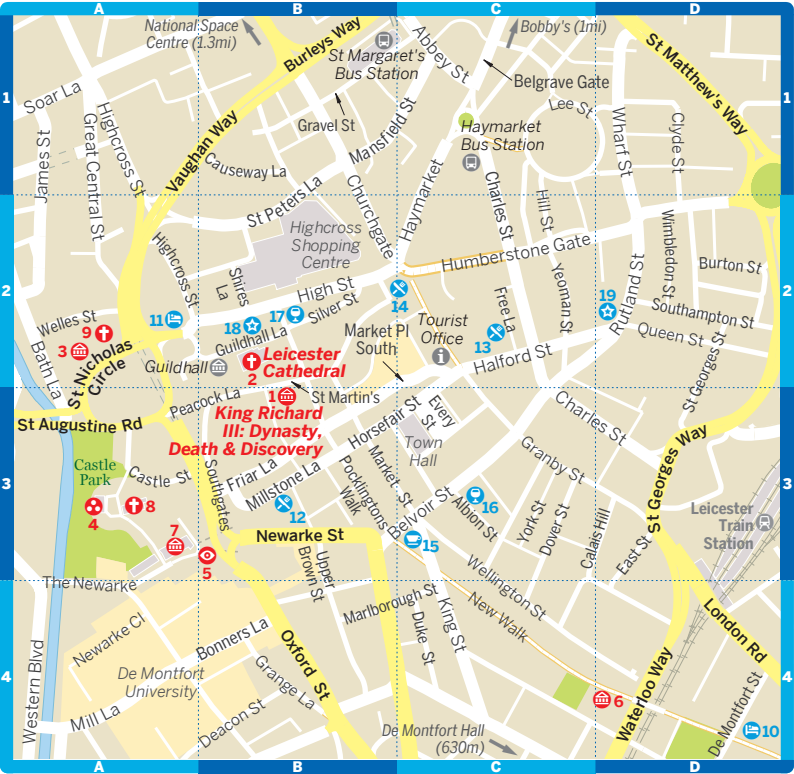 A
B
C
D
National Space
Centre (1.3mi)
Burleys Way
St Margaret's
Bus Station
Abbey St
Bobby's (1mi)
Belgrave Gate
St Matthew's Way
1
1
Soar La
Highcross St
Great Central St
James St
Vaughan Way
Gravel St
Mansfield St
Lee St
Haymarket
Bus Station
Wharf St
Clyde St
Causeway La
St Peters La
Churchgate
Haymarket
Charles St
Hill St
Highcross
Shopping
Centre
Humberstone Gate
Wimbledon St
Burton St
Highcross St
Shires
La
High St
Silver St
Yeoman St
Rutland St
2
2
Welles St
9
3
11
18
17
14
Free La
13
19
Southampton St
Queen St
St Georges St
Bath La
St Nicholas
Circle
Guildhall
Guildhall La
2
Leicester
Cathedral
Market Pl
South
Tourist
Office
Halford St
Peacock La
1
St Martin's
King Richard
III: Dynasty,
Death & Discovery
St Augustine Rd
Horsefair St
Every
St
Town
Hall
Charles St
St Georges Way
Castle
Park
Castle St
Southgates
Friar La
Millstone La
Pocklingtons
Walk
Market St
Belvoir St
Granby St
3
3
4
8
7
5
12
16
Albion St
15
York St
Dover St
Calais Hill
East St
Leicester
Train
Station
Newarke St
The Newarke
Upper
Brown St
Wellington St
New Walk
Newarke Cl
Bonners La
Oxford St
Marlborough St
Duke St
King St
London Rd
De Montfort
University
Grange La
4
4
Western Blvd
Mill La
Deacon St
De Montfort Hall
(630m)
6
Waterloo Way
De Montfort St
10
A
B
C
D